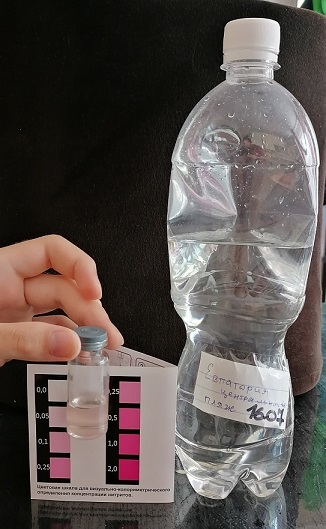 0,0
0,05
0,1
0,25
0,25
0,5
1,0
2,0
Цветовая шкала для визуально-колориметрического
определения концентрации нитритов.
Евпатория
центральный
пляж 16.07